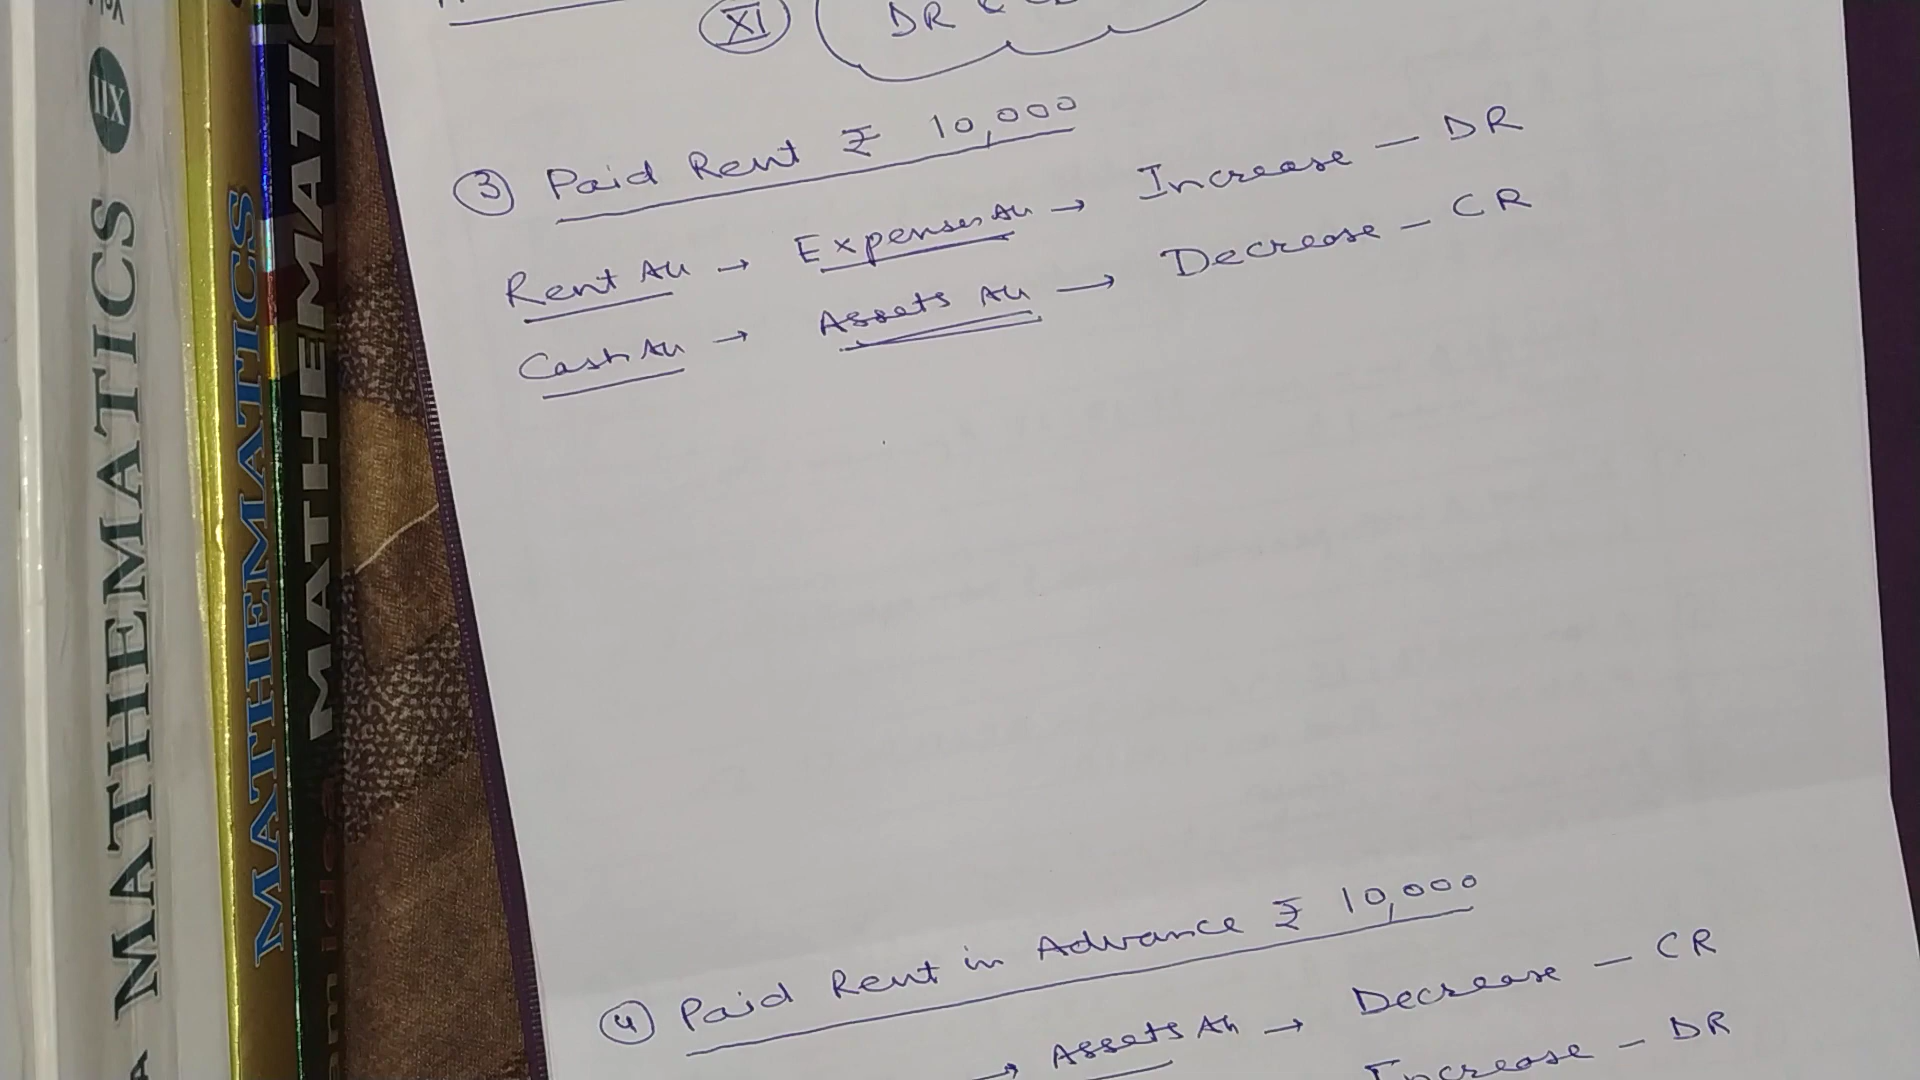 XI
DR &
③ Paid Rent ₹ 10,000
Rent A/c → Expenses A/c → Increase — DR
Cash A/c → Assets A/c → Decrease — CR
④ Paid Rent in Advance ₹ 10,000
→ Assets A/c → Decrease — CR
Increase — DR
XII
MATHEMATICS
MATHEMATICS
MATHEMATIC